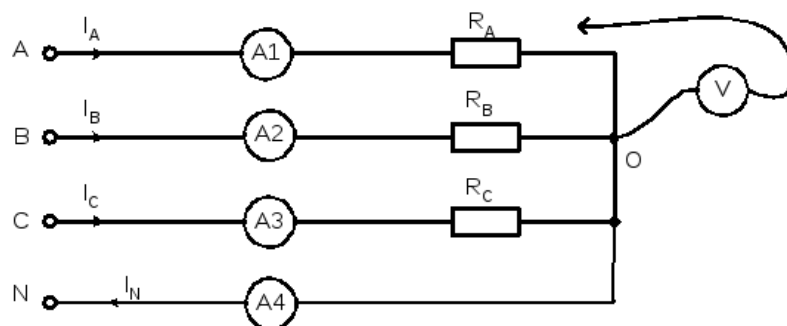 A I_A A1 R_A
V
B I_B A2 R_B
O
C I_C A3 R_C
N I_N A4